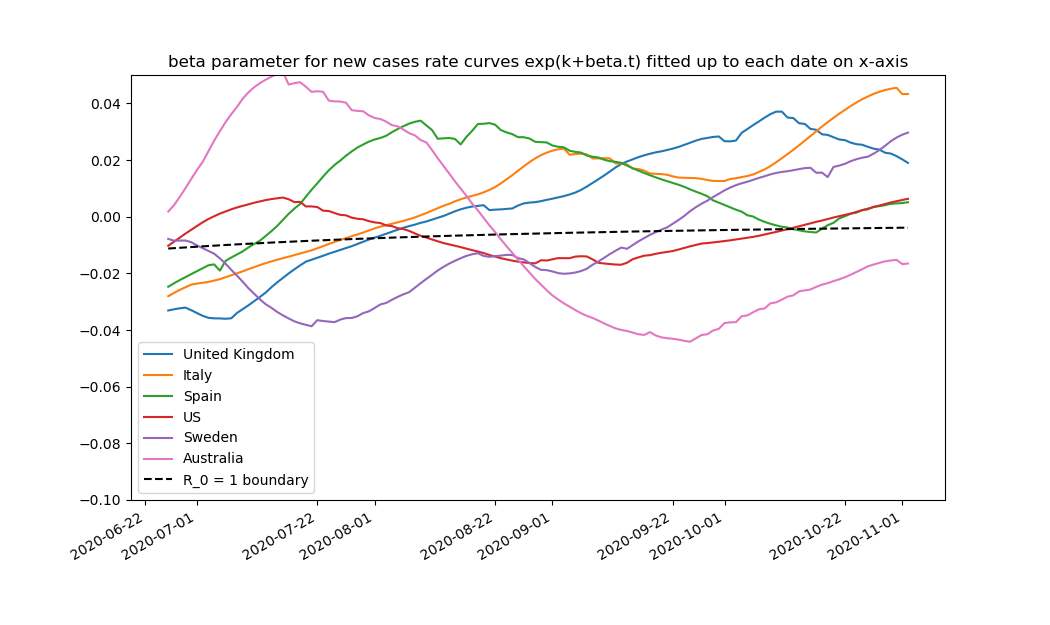 beta parameter for new cases rate curves exp(k+beta.t) fitted up to each date on x-axis
0.04
0.02
0.00
−0.02
−0.04
−0.06
−0.08
−0.10
United Kingdom
Italy
Spain
US
Sweden
Australia
R_0 = 1 boundary
2020-06-22
2020-07-01
2020-07-22
2020-08-01
2020-08-22
2020-09-01
2020-09-22
2020-10-01
2020-10-22
2020-11-01